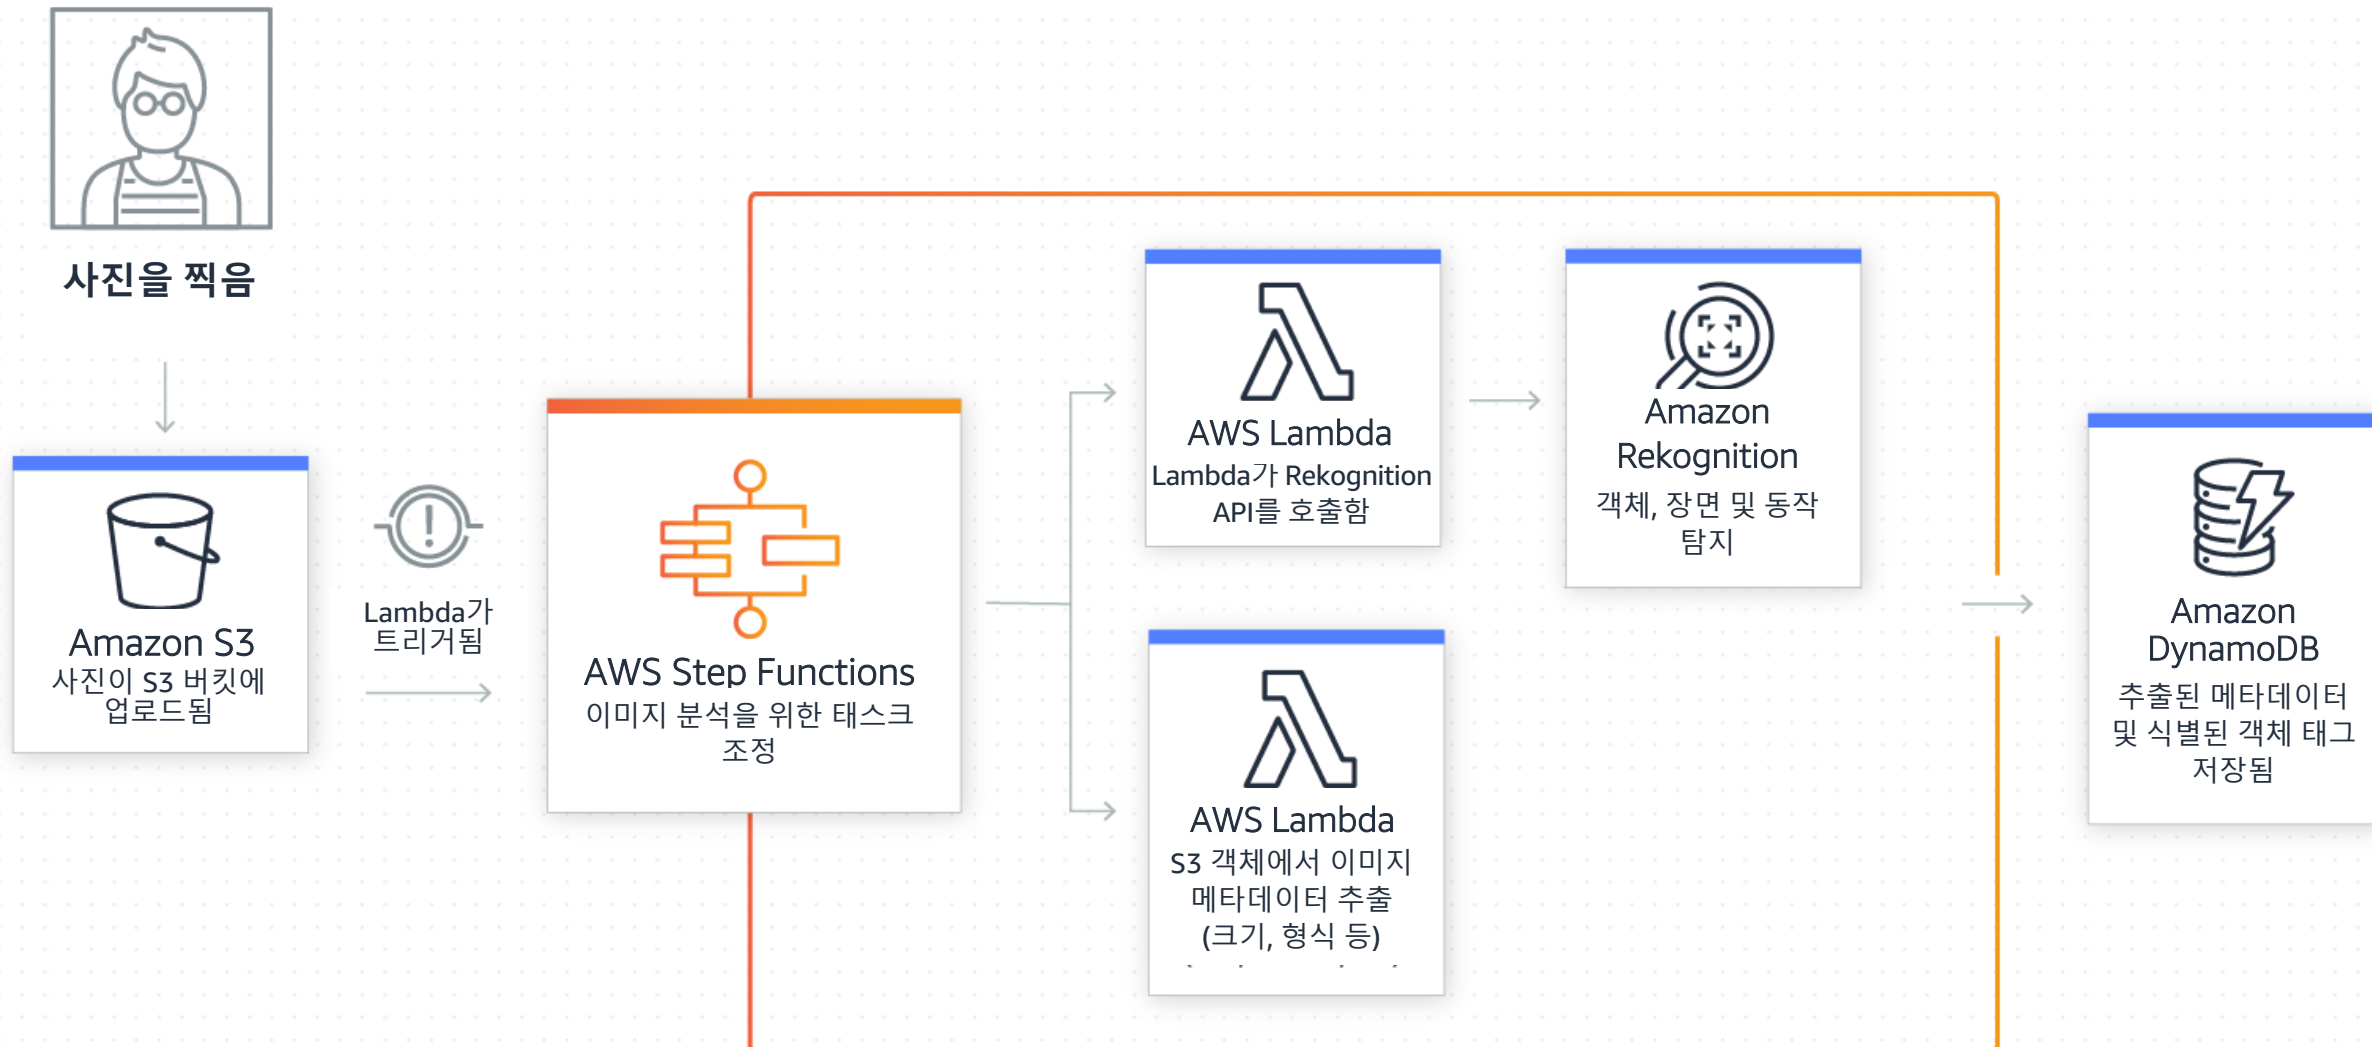 사진을 찍음
Amazon S3
사진이 S3 버킷에
업로드됨
Lambda가
트리거됨
AWS Step Functions
이미지 분석을 위한 태스크
조정
AWS Lambda
Lambda가 Rekognition
API를 호출함
Amazon
Rekognition
객체, 장면 및 동작
탐지
AWS Lambda
S3 객체에서 이미지
메타데이터 추출
(크기, 형식 등)
Amazon
DynamoDB
추출된 메타데이터
및 식별된 객체 태그
저장됨